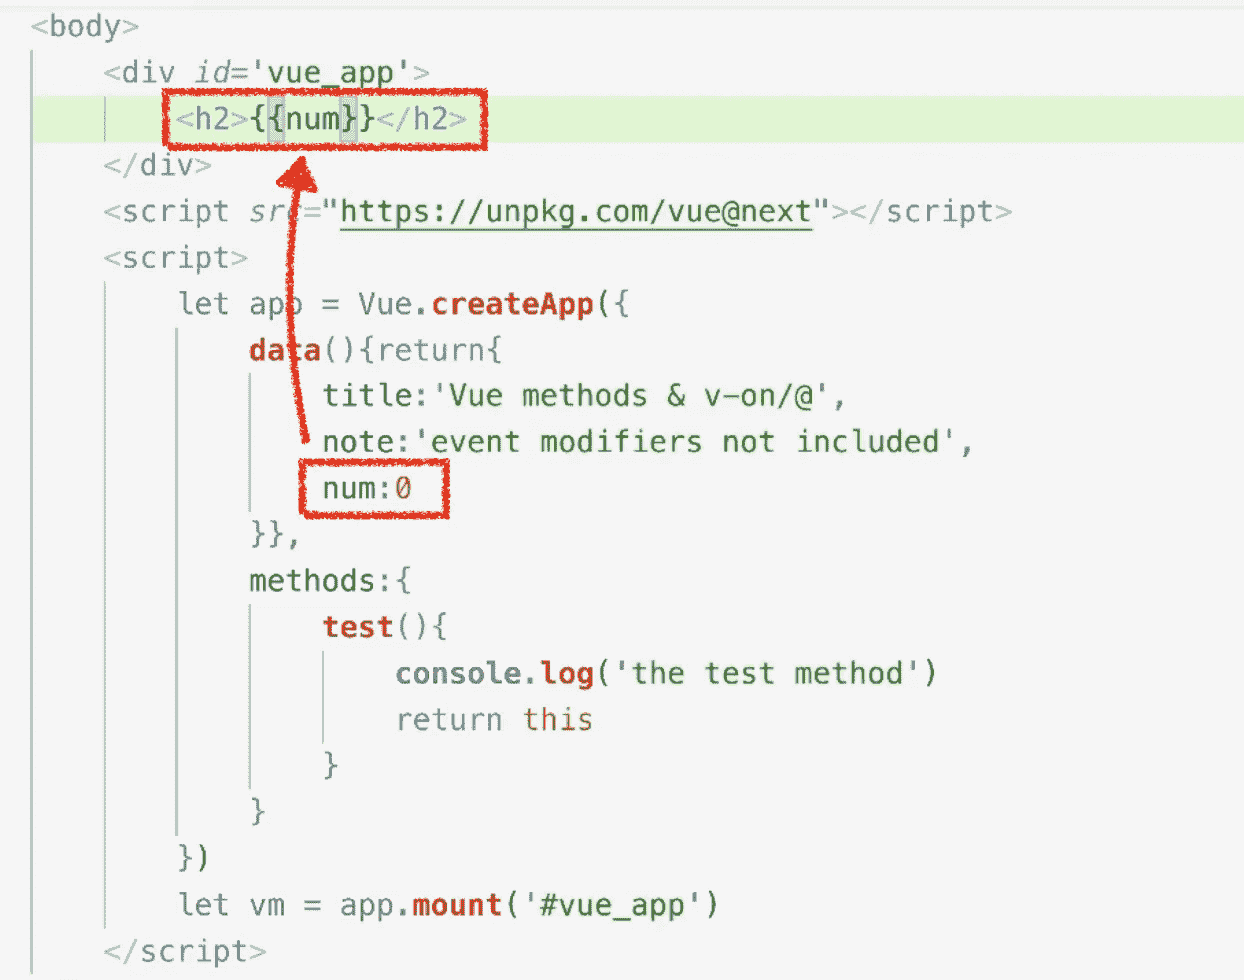 <body>
<div id='vue_app'>
<h2>{{num}}</h2>
</div>
<script src="https://unpkg.com/vue@next"></script>
<script>
let app = Vue.createApp({
data(){return{
title:'Vue methods & v-on/@',
note:'event modifiers not included',
num:0
}},
methods:{
test(){
console.log('the test method')
return this
}
}
})
let vm = app.mount('#vue_app')
</script>